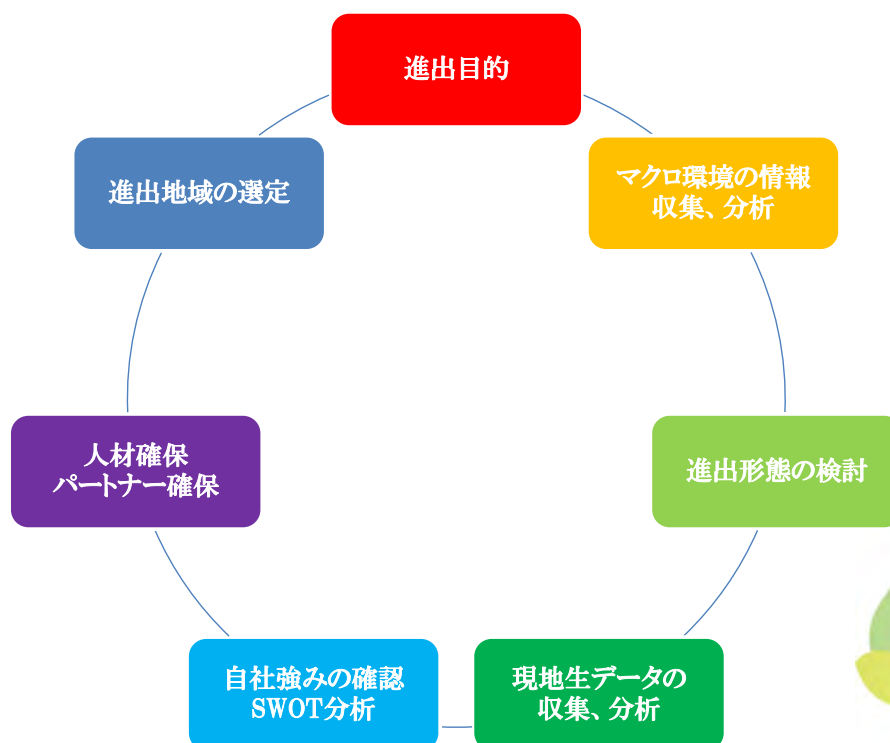 進出目的
マクロ環境の情報
収集、分析
進出形態の検討
現地生データの
収集、分析
自社強みの確認
SWOT分析
人材確保
パートナー確保
進出地域の選定